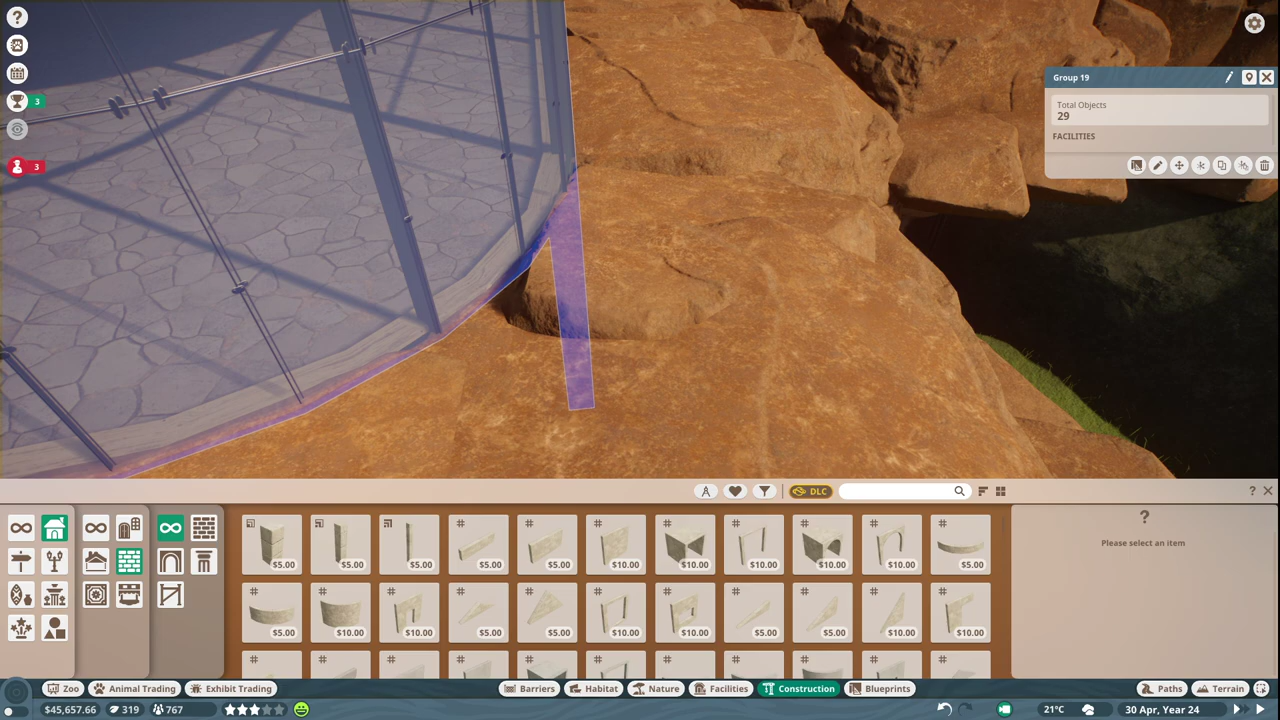 ?
3
3
Group 19
Total Objects
29
FACILITIES
DLC
?
$5.00
$5.00
$5.00
$5.00
$5.00
$10.00
$10.00
$10.00
$10.00
$10.00
$5.00
$5.00
$10.00
$10.00
$5.00
$5.00
$10.00
$10.00
$5.00
$5.00
$10.00
$10.00
?
Please select an item
Zoo
Animal Trading
Exhibit Trading
Barriers
Habitat
Nature
Facilities
Construction
Blueprints
Paths
Terrain
$45,657.66
319
767
21°C
30 Apr, Year 24